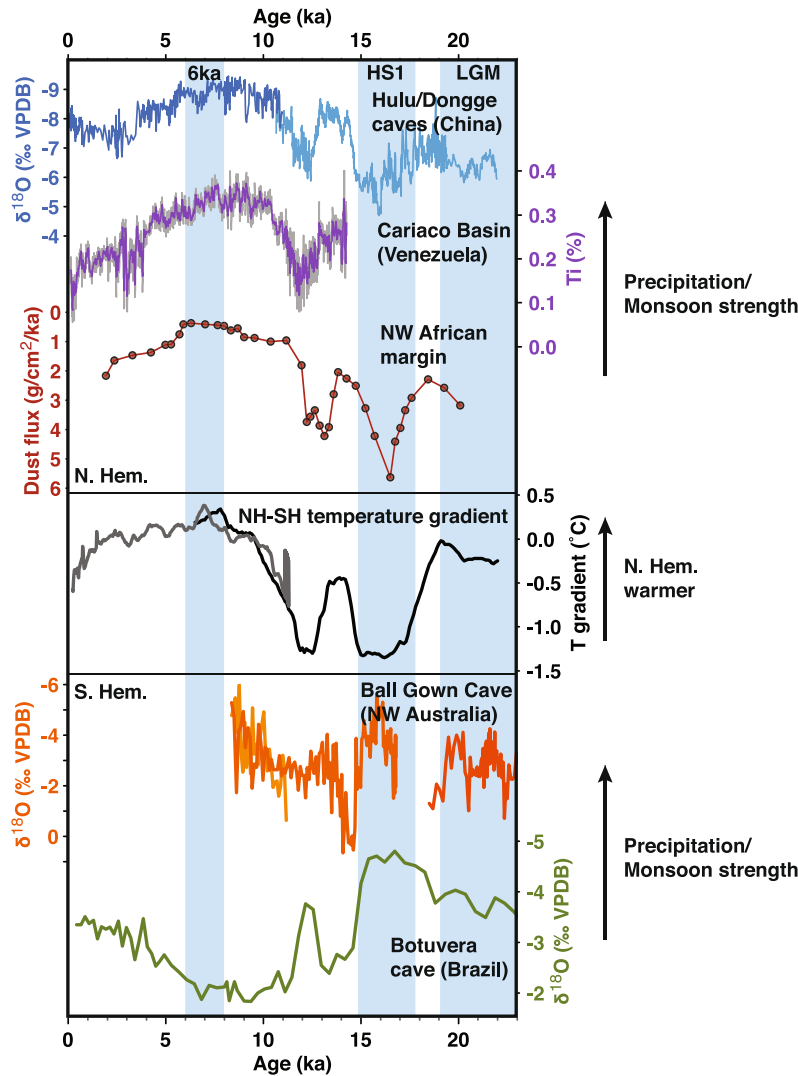 Age (ka)
0 5 10 15 20
6ka HS1 LGM
-9
-8
-7
-6
-5
-4
δ18O (‰ VPDB)
Hulu/Dongge
caves (China)
0.4
0.3
0.2
0.1
0.0
Ti (%)
Cariaco Basin
(Venezuela)
Precipitation/
Monsoon strength
0
1
2
3
4
5
6
Dust flux (g/cm2/ka)
NW African
margin
N. Hem.
NH-SH temperature gradient
0.5
0.0
-0.5
-1.0
-1.5
T gradient (˚C)
N. Hem.
warmer
S. Hem.
-6
-4
-2
0
δ18O (‰ VPDB)
Ball Gown Cave
(NW Australia)
Precipitation/
Monsoon strength
-5
-4
-3
-2
δ18O (‰ VPDB)
Botuvera
cave (Brazil)
0 5 10 15 20
Age (ka)